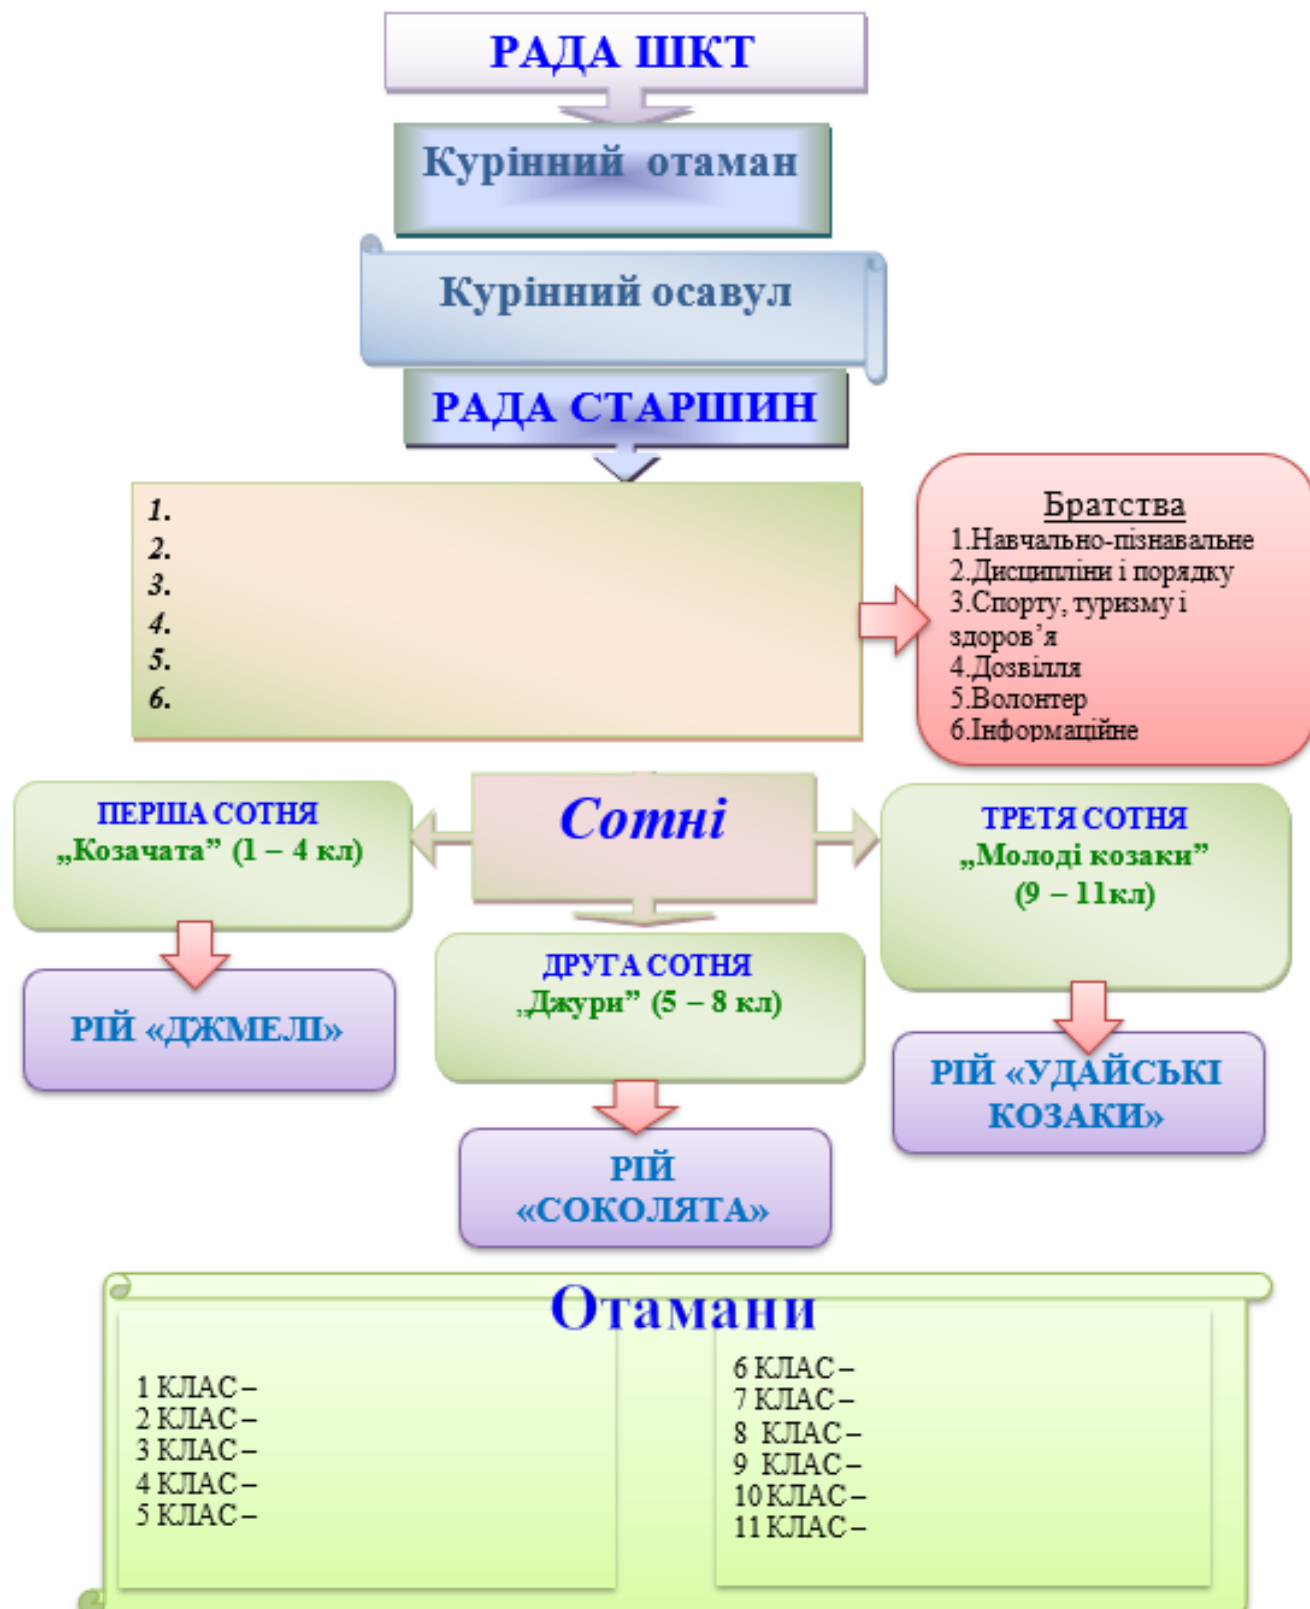 РАДА ШКТ
Курінний отаман
Курінний осавул
РАДА СТАРШИН
1.
2.
3.
4.
5.
6.
Братства
1.Навчально-пізнавальне
2.Дисципліни і порядку
3.Спорту, туризму і
здоров’я
4.Дозвілля
5.Волонтер
6.Інформаційне
Сотні
ПЕРША СОТНЯ
„Козачата” (1 – 4 кл)
РІЙ «ДЖМЕЛІ»
ДРУГА СОТНЯ
„Джури” (5 – 8 кл)
РІЙ
«СОКОЛЯТА»
ТРЕТЯ СОТНЯ
„Молоді козаки”
(9 – 11кл)
РІЙ «УДАЙСЬКІ
КОЗАКИ»
Отамани
1 КЛАС –
2 КЛАС –
3 КЛАС –
4 КЛАС –
5 КЛАС –
6 КЛАС –
7 КЛАС –
8 КЛАС –
9 КЛАС –
10 КЛАС –
11 КЛАС –